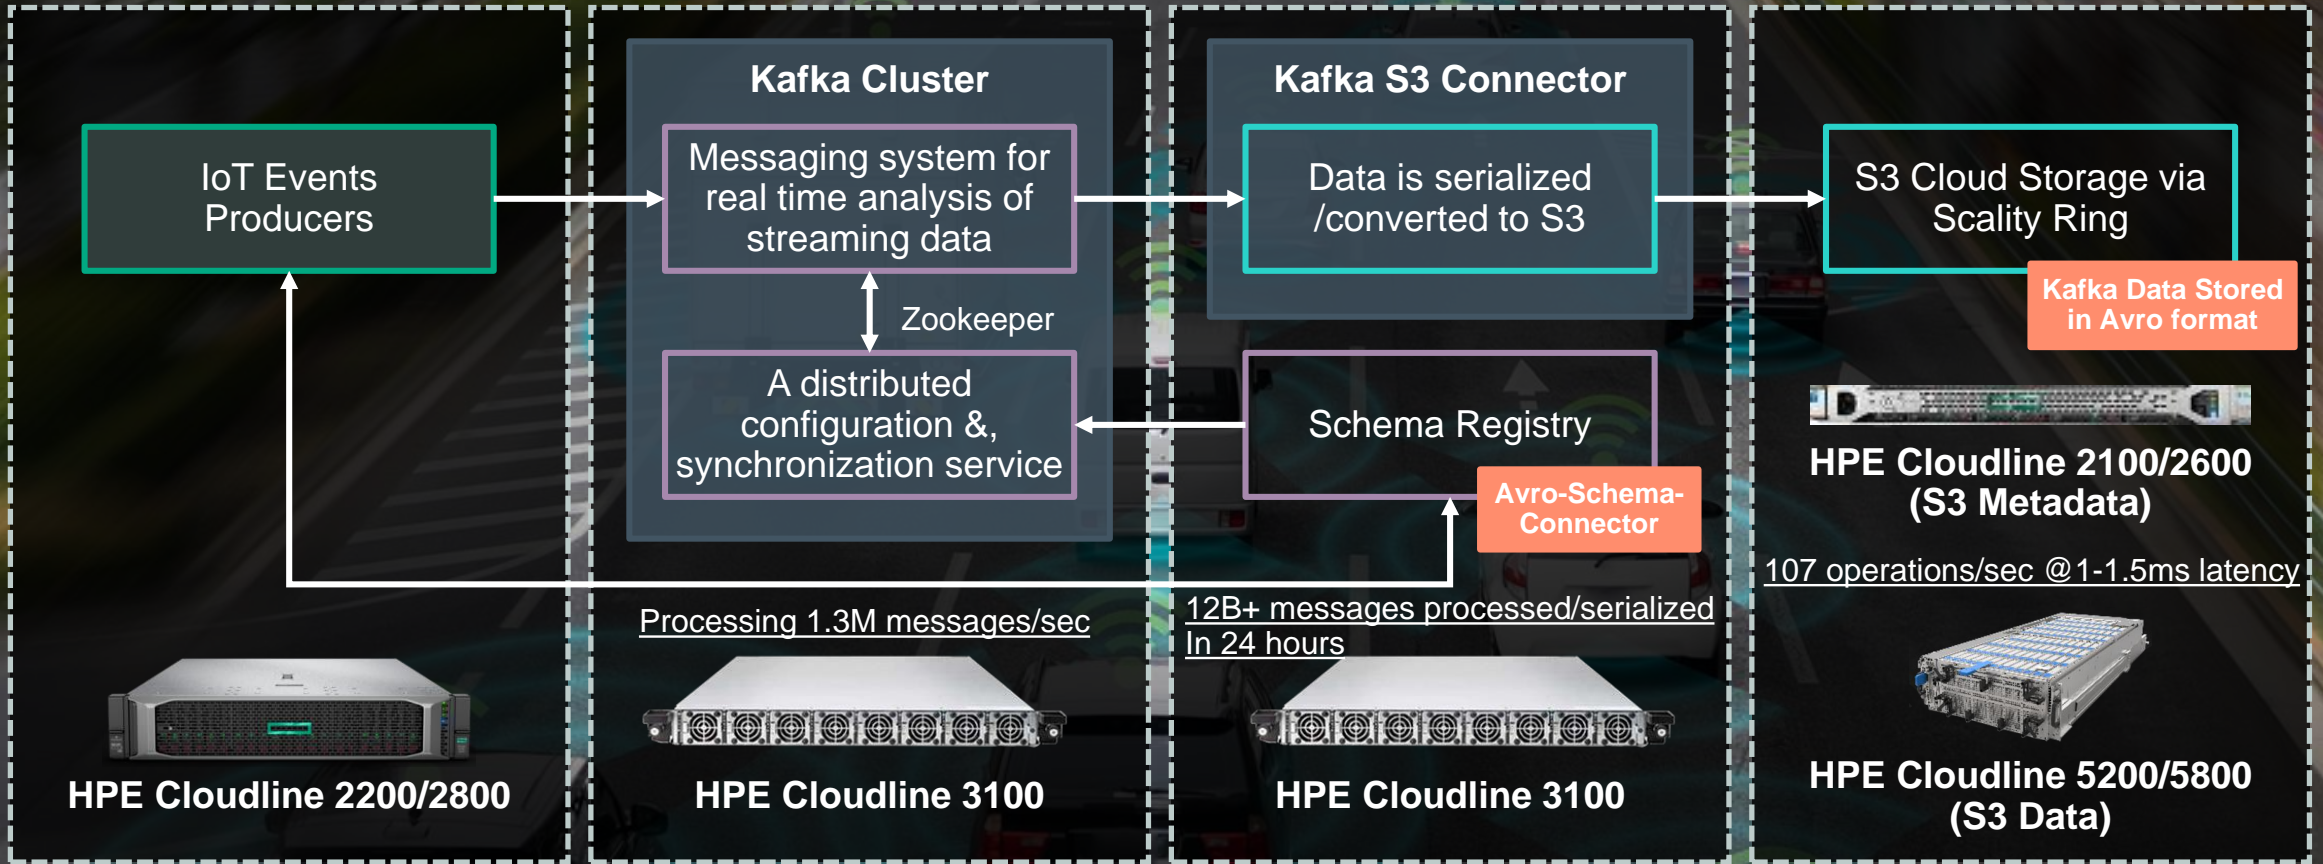 IoT Events
Producers
HPE Cloudline 2200/2800
Kafka Cluster
Messaging system for
real time analysis of
streaming data
Zookeeper
A distributed
configuration &,
synchronization service
Processing 1.3M messages/sec
HPE Cloudline 3100
Kafka S3 Connector
Data is serialized
/converted to S3
Schema Registry
Avro-Schema-
Connector
12B+ messages processed/serialized
In 24 hours
HPE Cloudline 3100
S3 Cloud Storage via
Scality Ring
Kafka Data Stored
in Avro format
HPE Cloudline 2100/2600
(S3 Metadata)
107 operations/sec @1-1.5ms latency
HPE Cloudline 5200/5800
(S3 Data)